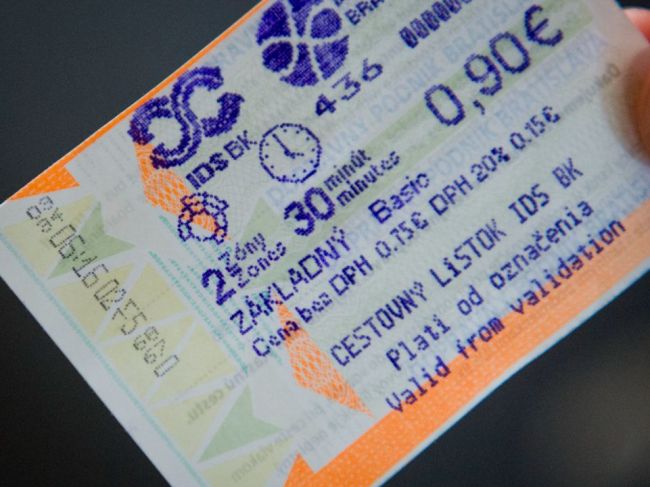 436
0,90€
IDS BK
30 minút
minutes
2 Zóny
Zones
ZÁKLADNÝ Basic
Cena bez DPH 0.75€ DPH 20% 0.15€
CESTOVNÝ LíSTOK IDS BK
Platí od označenia
Valid from validation